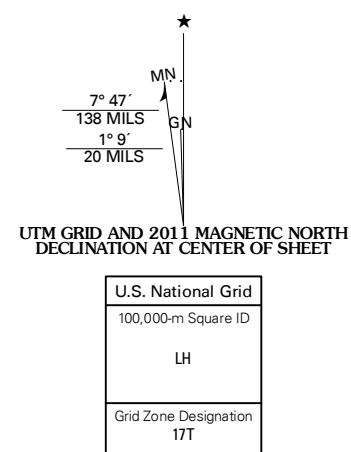 ★
MN
7° 47´
138 MILS
GN
1° 9´
20 MILS
UTM GRID AND 2011 MAGNETIC NORTH
DECLINATION AT CENTER OF SHEET
U.S. National Grid
100,000-m Square ID
LH
Grid Zone Designation
17T